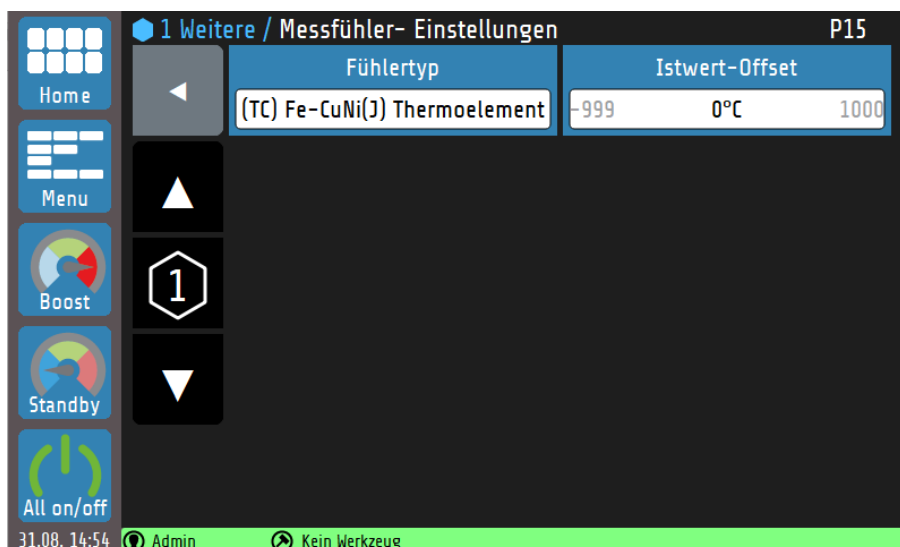 1 Weitere / Messfühler- Einstellungen P15
Home
Fühlertyp
(TC) Fe-CuNi(J) Thermoelement
Istwert-Offset
-999 0°C 1000
Menu
1
Boost
Standby
All on/off
31.08. 14:54 Admin Kein Werkzeug